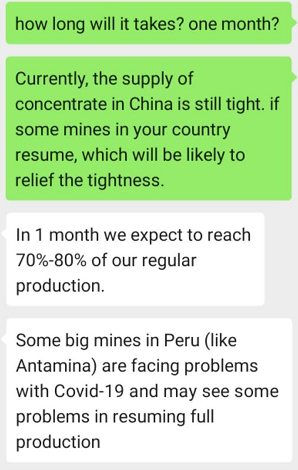 how long will it takes? one month?
Currently, the supply of
concentrate in China is still tight. if
some mines in your country
resume, which will be likely to
relief the tightness.
In 1 month we expect to reach
70%-80% of our regular
production.
Some big mines in Peru (like
Antamina) are facing problems
with Covid-19 and may see some
problems in resuming full
production